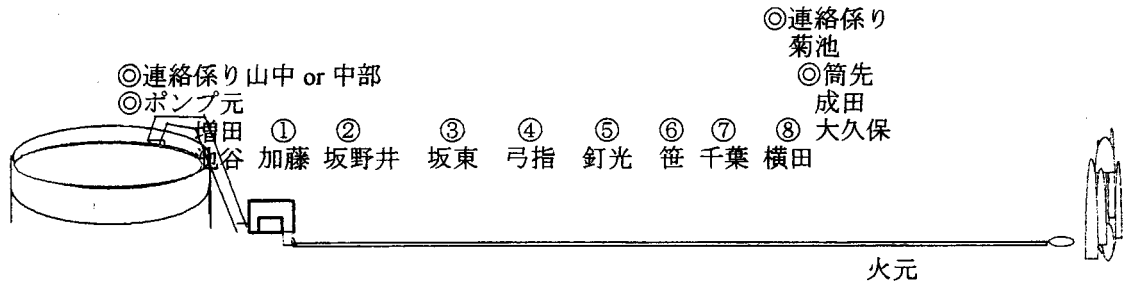 ◎連絡係り
菊池
◎連絡係り山中 or 中部
◎筒先
◎ポンプ元
成田
増田 ① ② ③ ④ ⑤ ⑥ ⑦ ⑧ 大久保
池谷 加藤 坂野井 坂東 弓指 釘光 笹 千葉 横田
火元